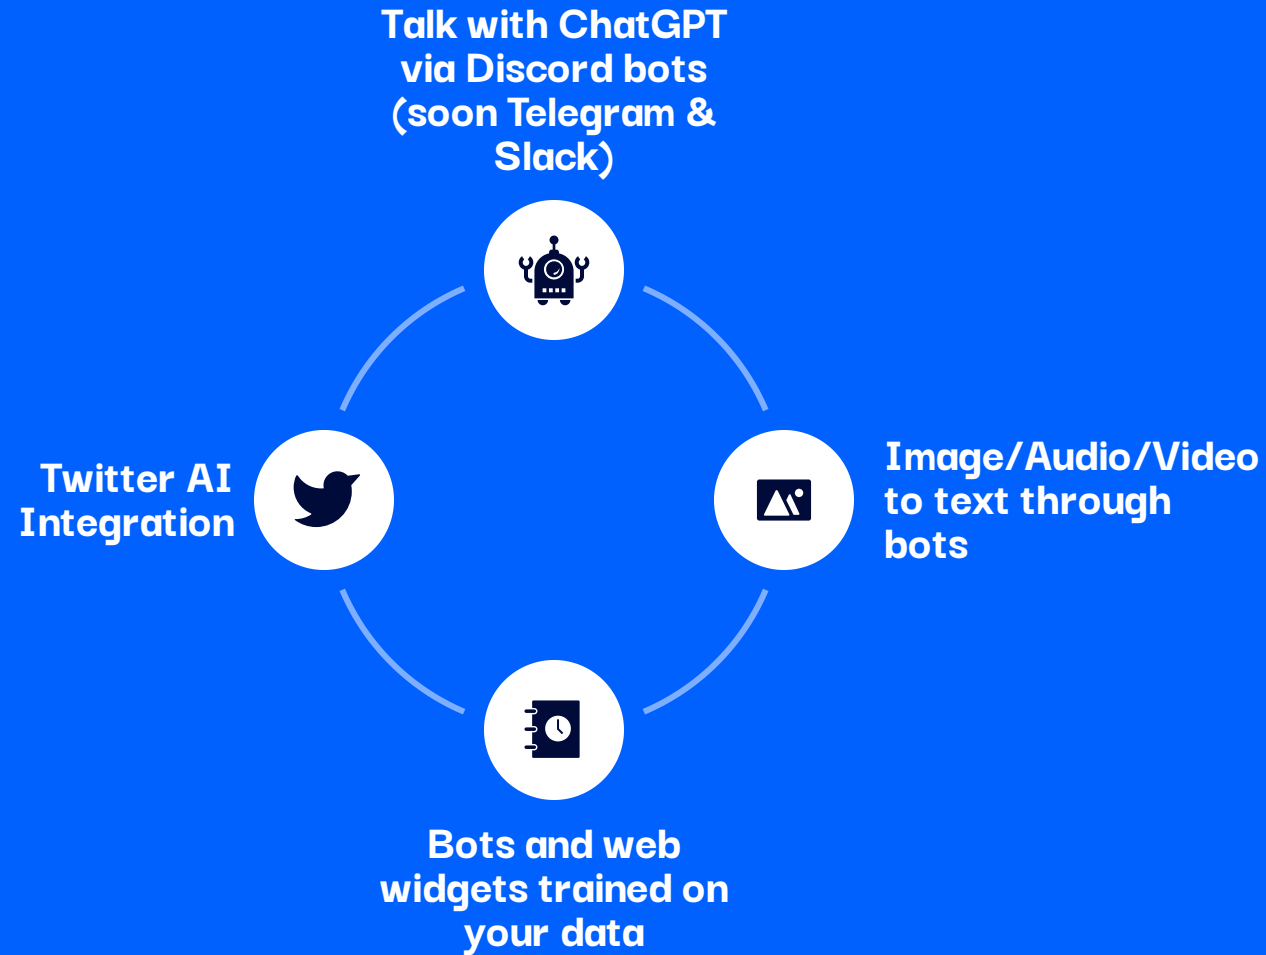 Talk with ChatGPT
via Discord bots
(soon Telegram &
Slack)
Twitter AI
Integration
Image/Audio/Video
to text through
bots
Bots and web
widgets trained on
your data